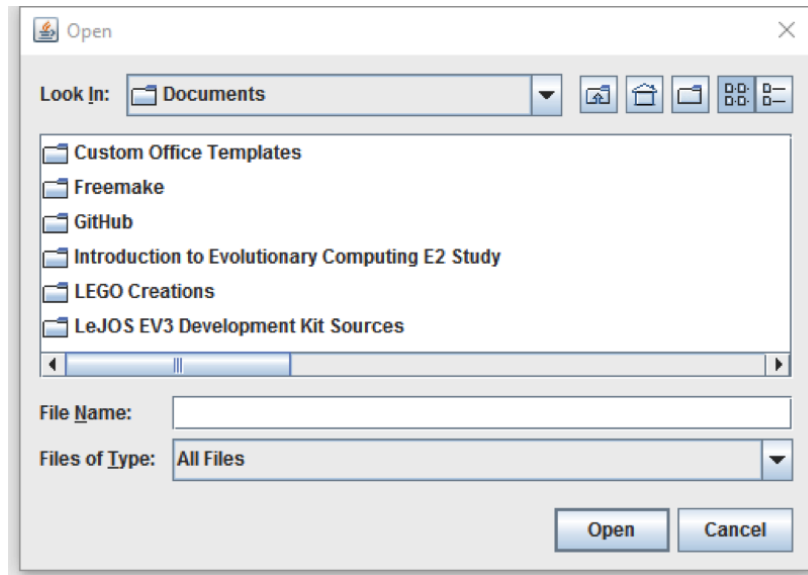 Open
Look In: Documents
Custom Office Templates
Freemake
GitHub
Introduction to Evolutionary Computing E2 Study
LEGO Creations
LeJOS EV3 Development Kit Sources
File Name:
Files of Type: All Files
Open Cancel